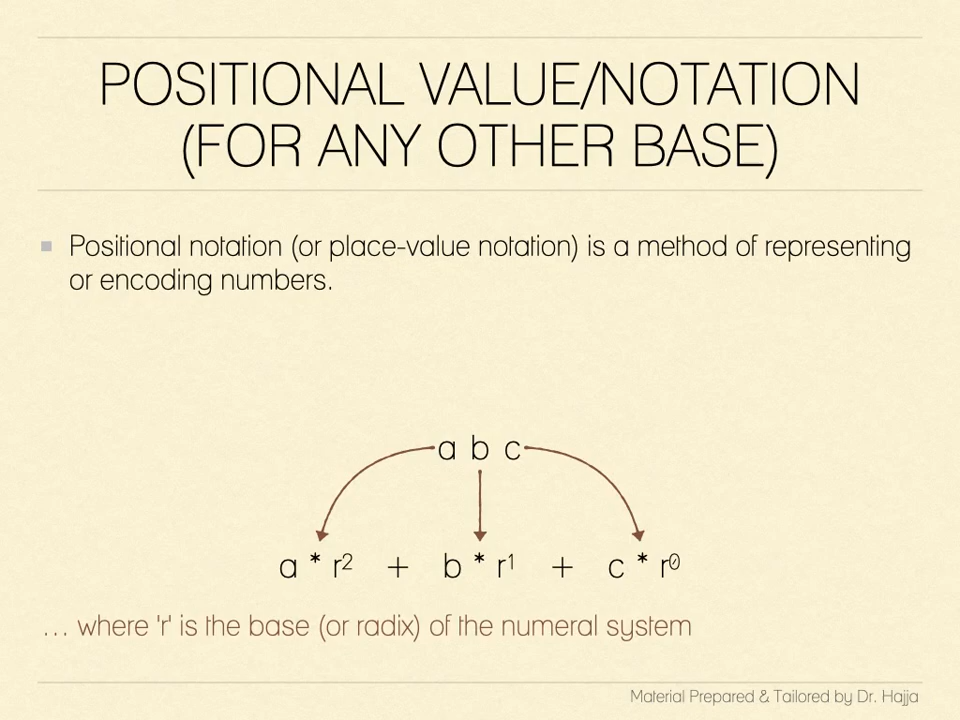 POSITIONAL VALUE/NOTATION
(FOR ANY OTHER BASE)
Positional notation (or place-value notation) is a method of representing
or encoding numbers.
a b c
a * r² + b * r¹ + c * r⁰
... where 'r' is the base (or radix) of the numeral system
Material Prepared & Tailored by Dr. Hajja